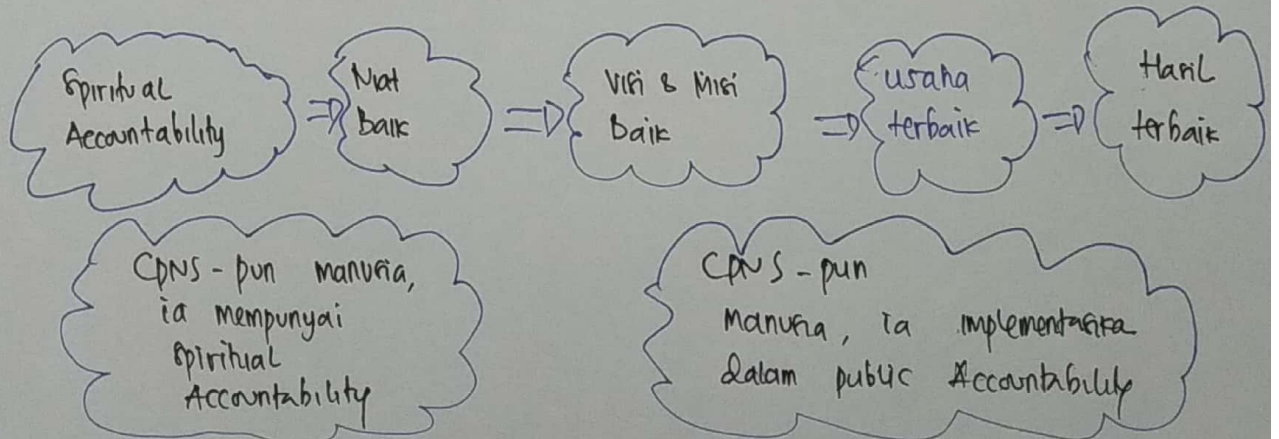 Spiritual
Accountability
Niat
baik
Visi & Misi
baik
usaha
terbaik
Hasil
terbaik
CPNS-pun manusia,
ia mempunyai
spiritual
Accountability
CPNS-pun
manusia, ia implementasika
dalam public Accountability